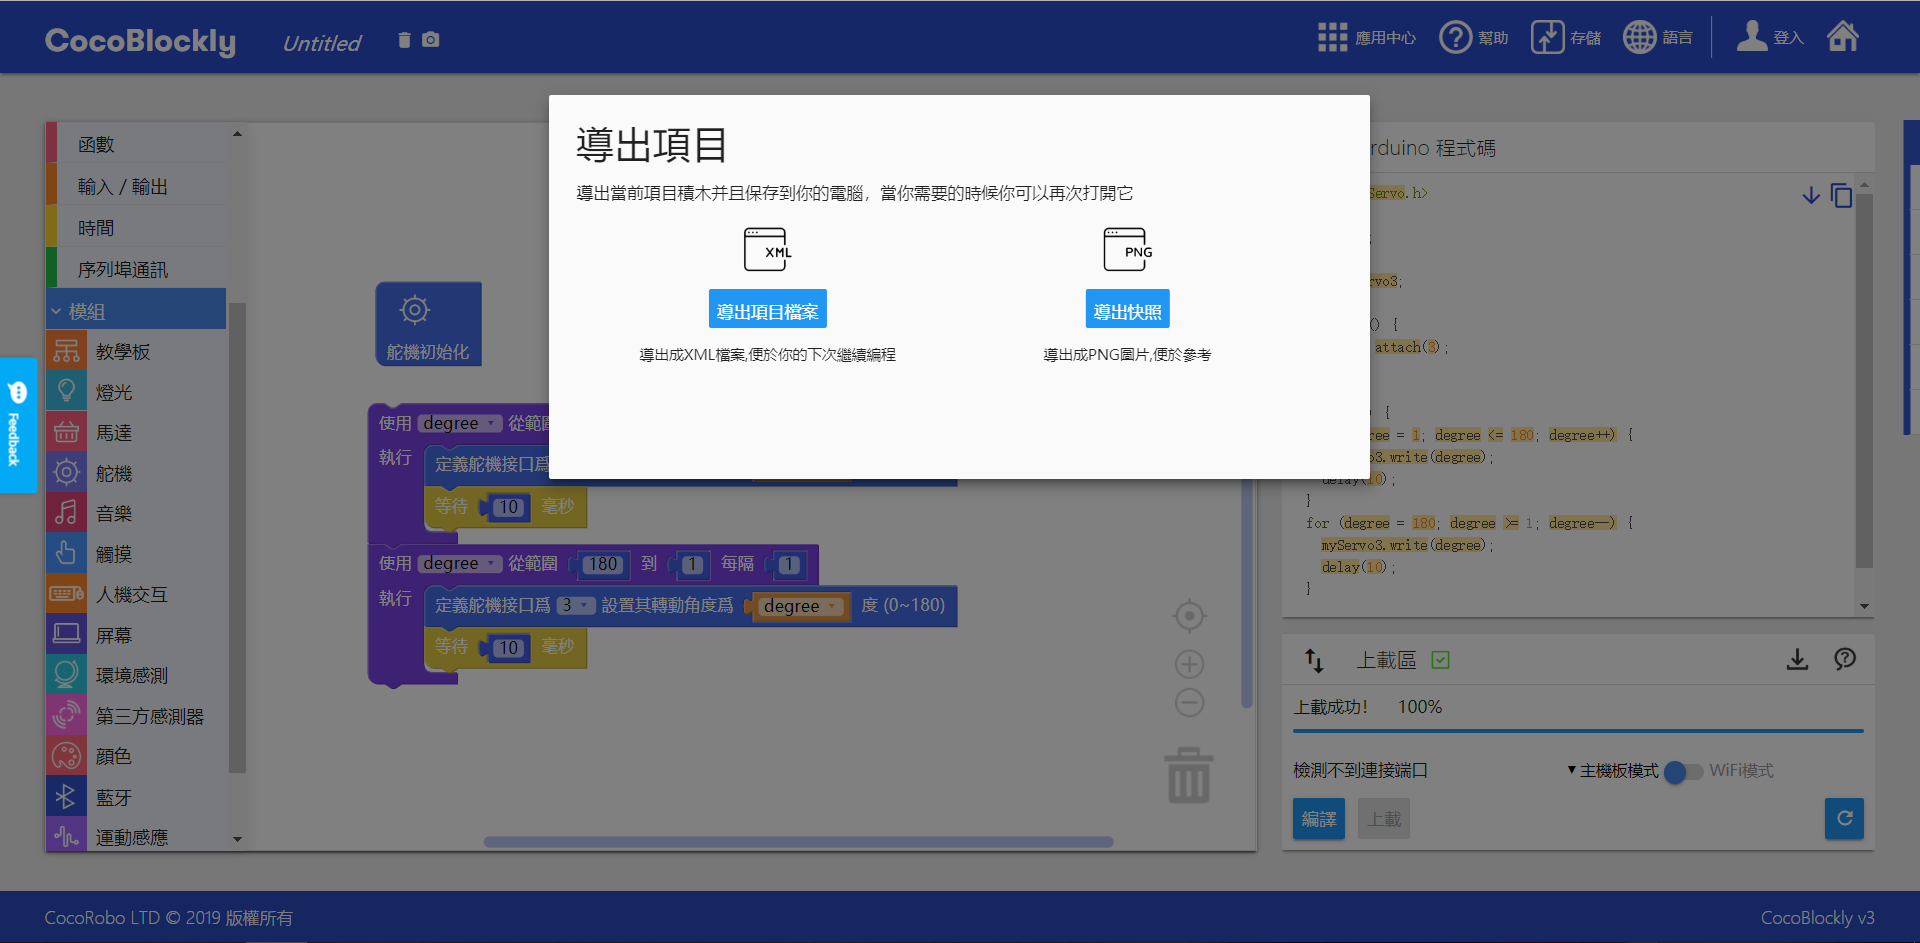 CocoBlockly
Untitled
應用中心
幫助
存儲
語言
登入
函數
輸入 / 輸出
時間
序列埠通訊
模組
教學板
燈光
馬達
舵機
音樂
觸摸
人機交互
屏幕
環境感測
第三方感測器
顏色
藍牙
運動感應
Feedback
舵機初始化
使用 degree 從範圍
執行 定義舵機接口爲
等待 10 毫秒
使用 degree 從範圍 180 到 1 每隔 1
執行 定義舵機接口爲 3 設置其轉動角度爲 degree 度 (0~180)
等待 10 毫秒
導出項目
導出當前項目積木并且保存到你的電腦，當你需要的時候你可以再次打開它
XML
PNG
導出項目檔案
導出快照
導出成XML檔案,便於你的下次繼續編程
導出成PNG圖片,便於參考
rduino 程式碼
Servo.h>
;
rvo3;
() {
attach(3);
) {
ree = 1; degree <= 180; degree++) {
o3.write(degree);
delay(10);
}
for (degree = 180; degree >= 1; degree--) {
myServo3.write(degree);
delay(10);
}
上載區
上載成功! 100%
檢測不到連接端口
主機板模式
WiFi模式
編譯
上載
CocoRobo LTD © 2019 版權所有
CocoBlockly v3